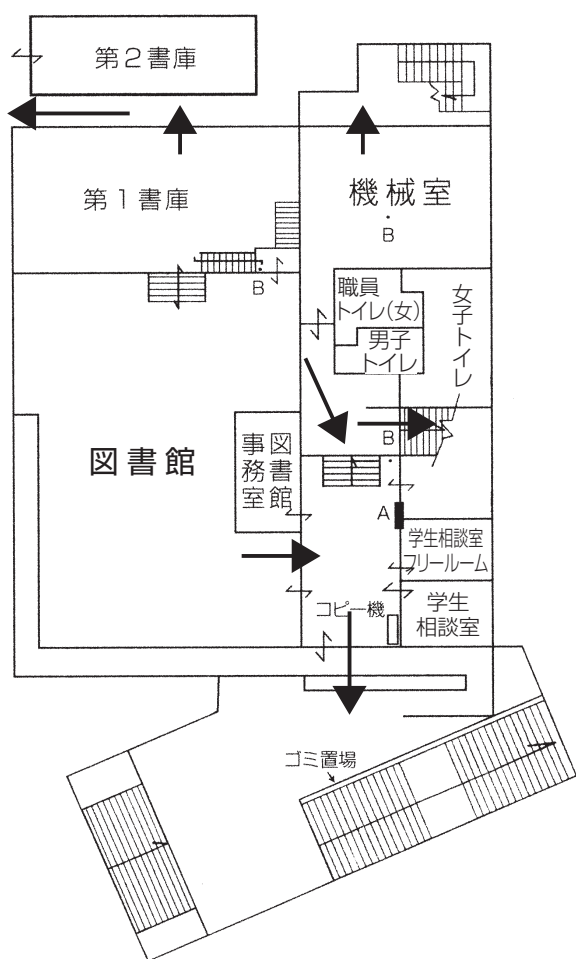 第2書庫
第1書庫
機械室
B
B
職員
トイレ(女)
男子
トイレ
女子トイレ
図書館
図書館
事務室
B
A
学生相談室
フリールーム
コピー機
学生
相談室
ゴミ置場